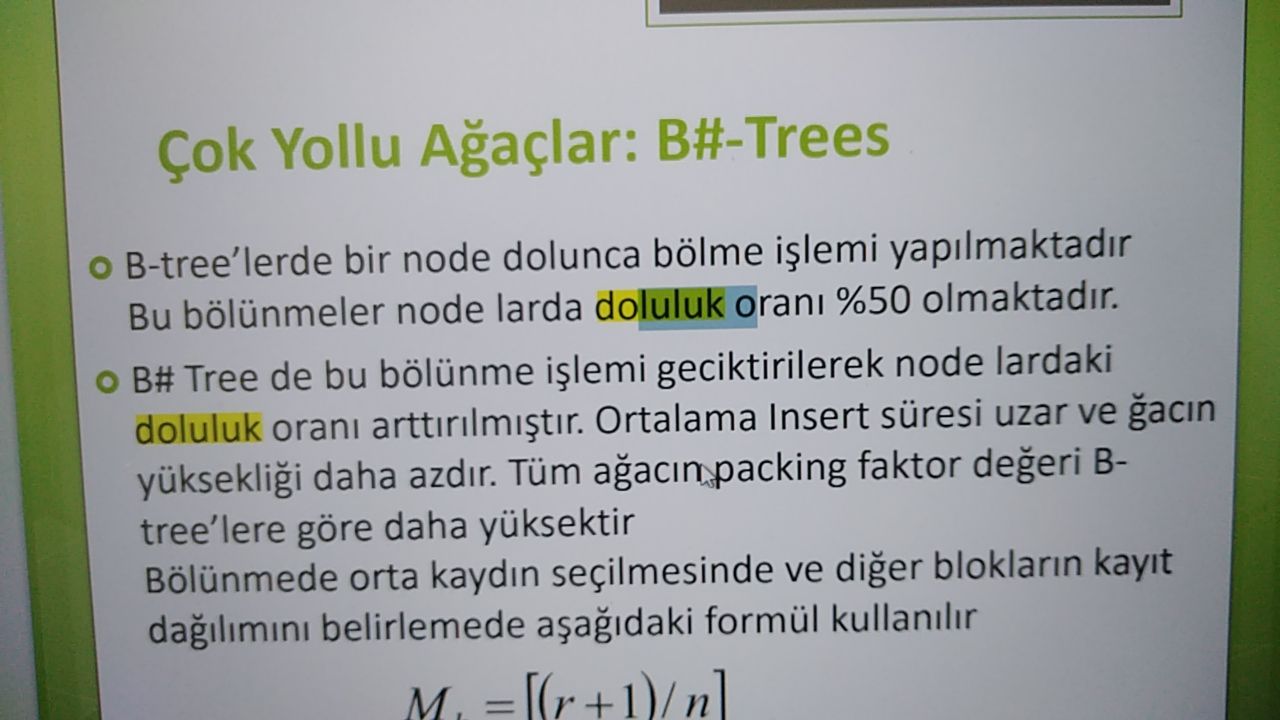 Çok Yollu Ağaçlar: B#-Trees
B-tree’lerde bir node dolunca bölme işlemi yapılmaktadır
Bu bölünmeler node larda doluluk oranı %50 olmaktadır.
B# Tree de bu bölünme işlemi geciktirilerek node lardaki
doluluk oranı arttırılmıştır. Ortalama Insert süresi uzar ve ğacın
yüksekliği daha azdır. Tüm ağacın packing faktor değeri B-
tree’lere göre daha yüksektir
Bölünmede orta kaydın seçilmesinde ve diğer blokların kayıt
dağılımını belirlemede aşağıdaki formül kullanılır
M = ⌈(r+1)/n⌉